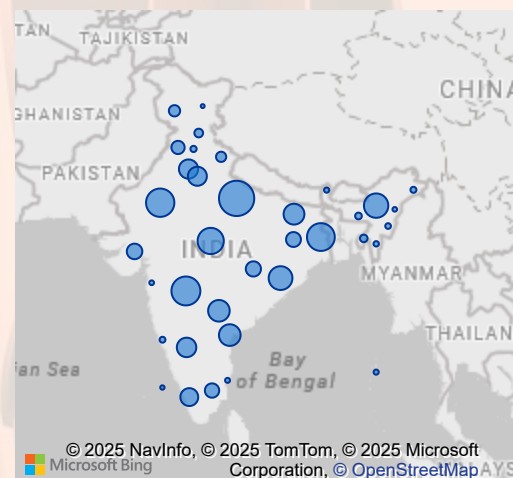 TAN
TAJIKISTAN
CHINA
GHANISTAN
PAKISTAN
INDIA
MYANMAR
THAILAN
Bay
of Bengal
ian Sea
© 2025 NavInfo, © 2025 TomTom, © 2025 Microsoft
Microsoft Bing
Corporation, © OpenStreetMap
LAYS